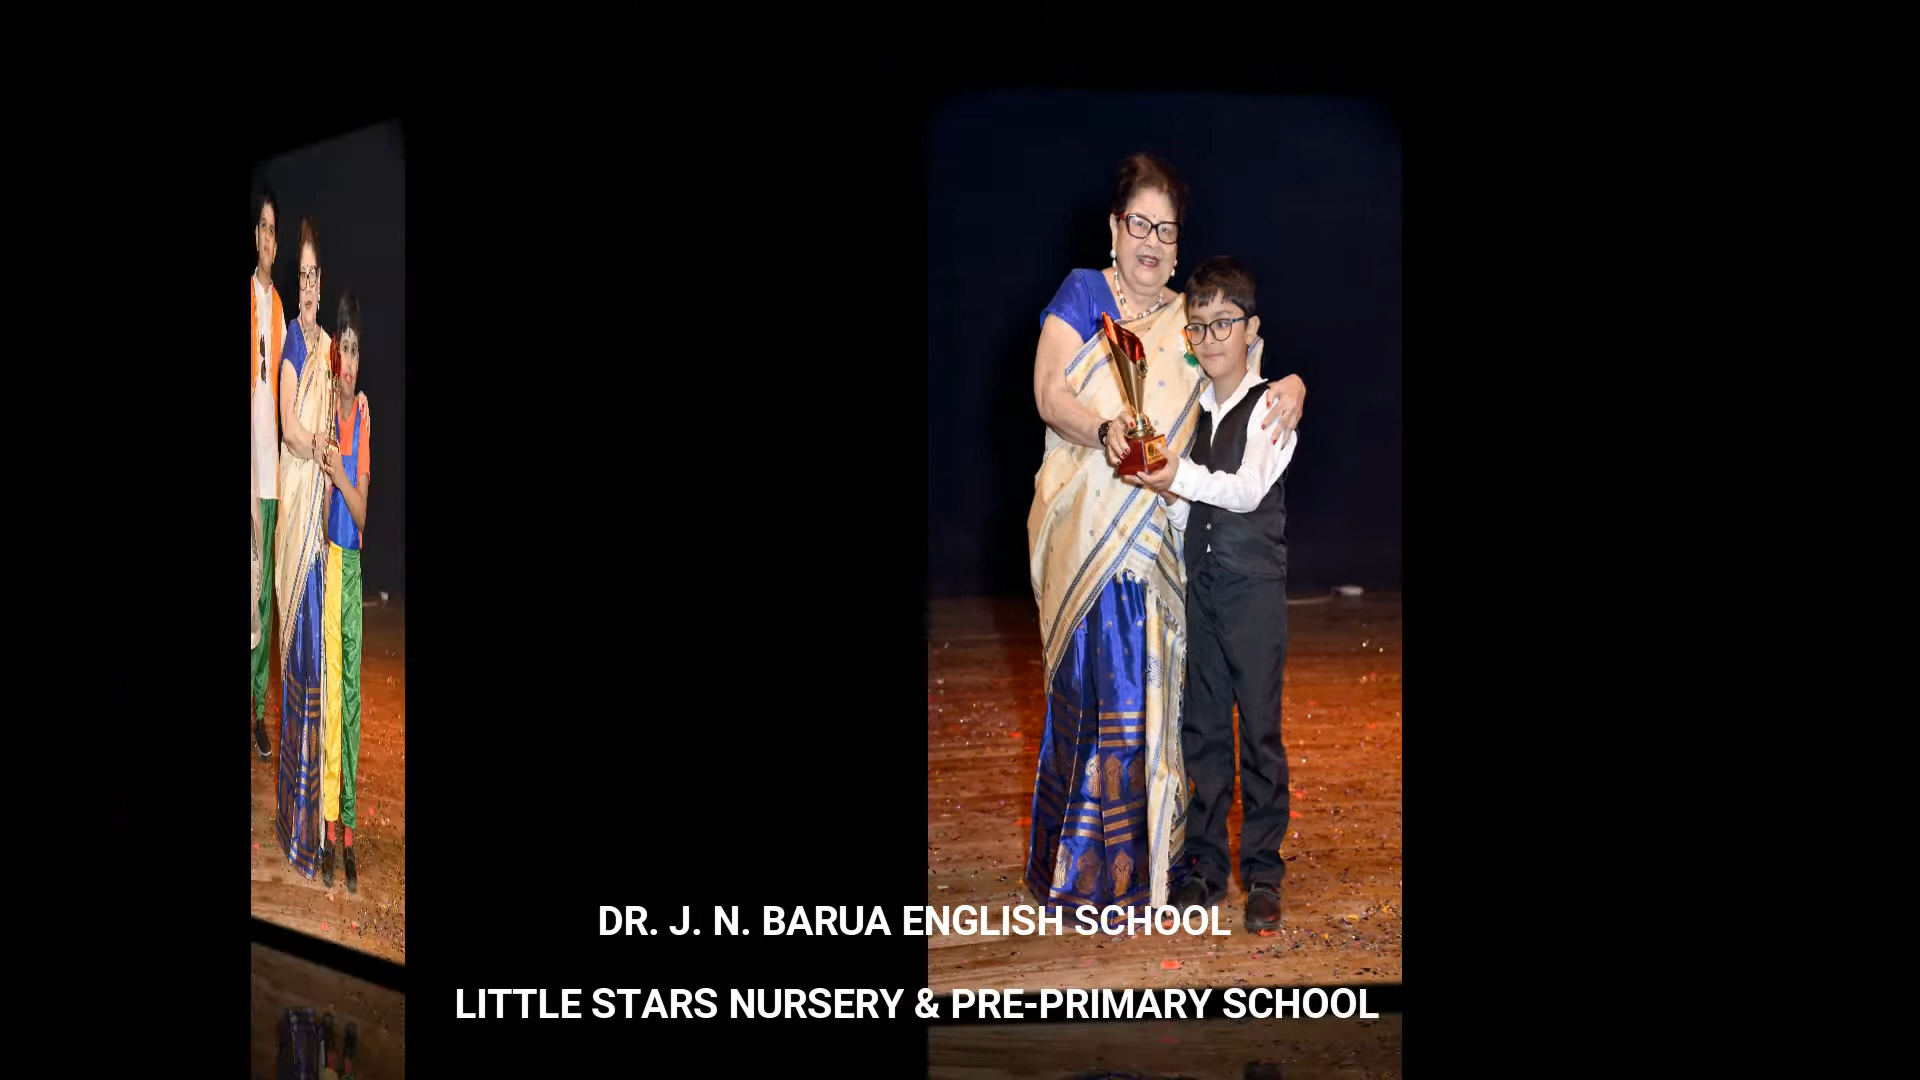 DR. J. N. BARUA ENGLISH SCHOOL
LITTLE STARS NURSERY & PRE-PRIMARY SCHOOL